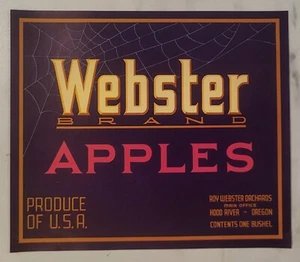 Webster
BRAND
APPLES
PRODUCE
OF U.S.A.
ROY WEBSTER ORCHARDS
MAIN OFFICE
HOOD RIVER - OREGON
CONTENTS ONE BUSHEL